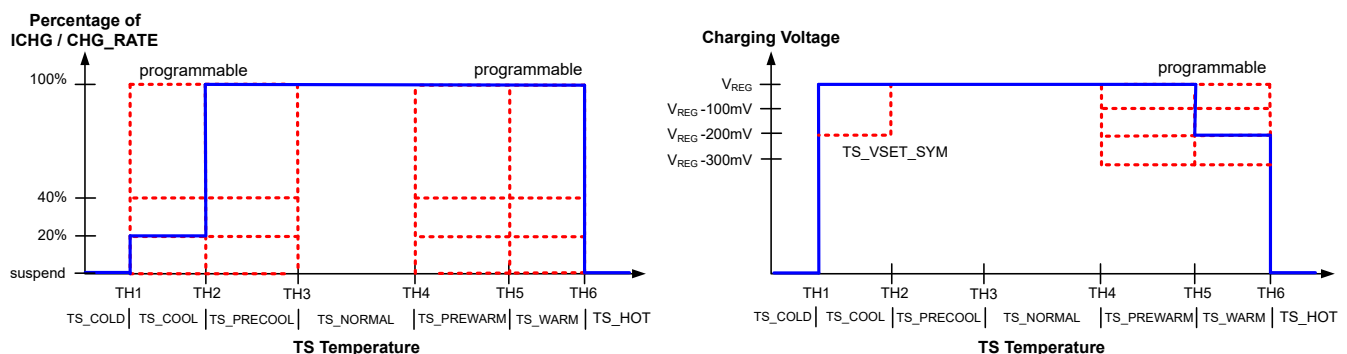 Percentage of
ICHG / CHG_RATE
programmable
programmable
100%
40%
20%
suspend
TH1 TH2 TH3 TH4 TH5 TH6
TS_COLD TS_COOL TS_PRECOOL TS_NORMAL TS_PREWARM TS_WARM TS_HOT
TS Temperature
Charging Voltage
programmable
VREG
VREG -100mV
VREG -200mV
VREG -300mV
TS_VSET_SYM
TH1 TH2 TH3 TH4 TH5 TH6
TS_COLD TS_COOL TS_PRECOOL TS_NORMAL TS_PREWARM TS_WARM TS_HOT
TS Temperature